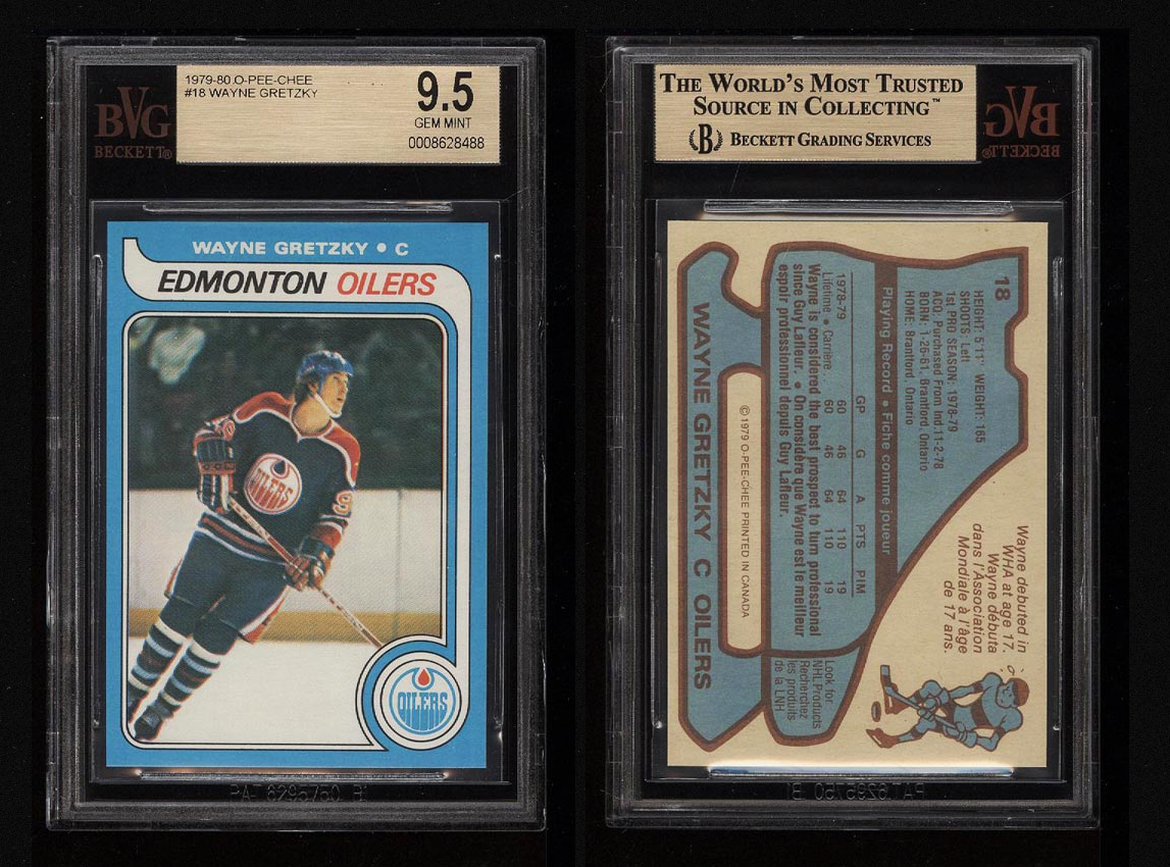 BVG
BECKETT®
1979-80 O-PEE-CHEE
#18 WAYNE GRETZKY
9.5
GEM MINT
0008628488
WAYNE GRETZKY • C
EDMONTON OILERS
OILERS
9
OILERS
PAT 6295750 B1
THE WORLD'S MOST TRUSTED
SOURCE IN COLLECTING™
B BECKETT GRADING SERVICES
BVG
BECKETT®
18
HEIGHT: 5'11" WEIGHT: 165
SHOOTS: Left
1st PRO SEASON: 1978-79
ACQ: Purchased From Ind.11-2-78
BORN: 1-26-61, Brantford, Ontario
HOME: Brantford, Ontario
Playing Record • Fiche comme joueur
GP G A PTS PIM
1978-79 60 46 64 110 19
Lifetime • Carrière 60 46 64 110 19
Wayne is considered the best prospect to turn professional
since Guy Lafleur. • On considère que Wayne est le meilleur
espoir professionnel depuis Guy Lafleur.
©1979 O-PEE-CHEE PRINTED IN CANADA
WAYNE GRETZKY C OILERS
Wayne debuted in
WHA at age 17.
Wayne débuta
dans l'Association
Mondiale à l'âge
de 17 ans.
Look for
NHL Products
Recherchez
les produits
de la LNH
PAT 6295750 B1